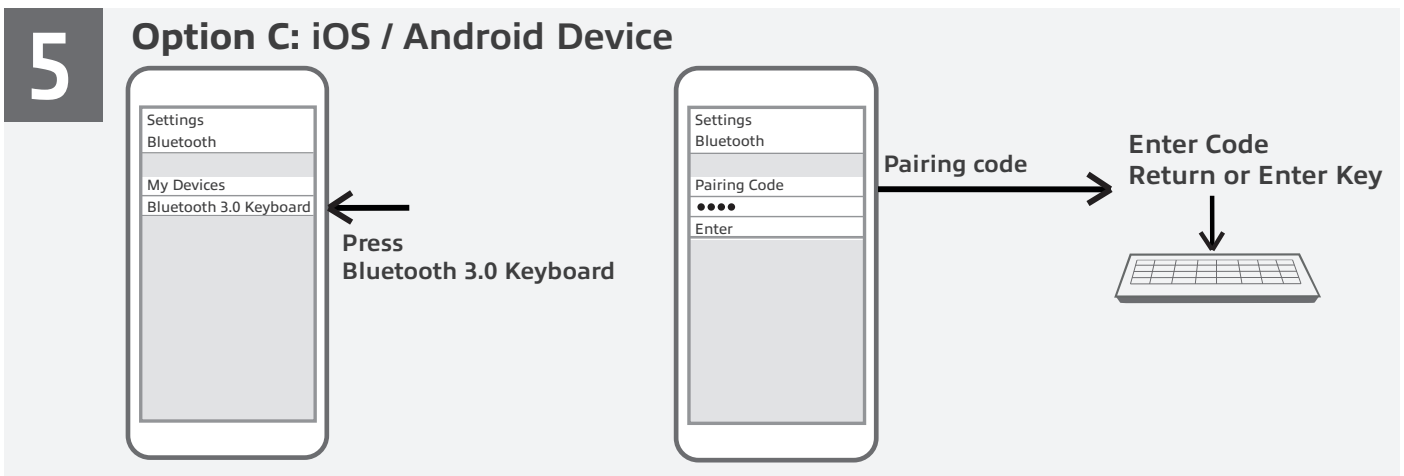 5
Option C: iOS / Android Device
Settings
Bluetooth
My Devices
Bluetooth 3.0 Keyboard
Press
Bluetooth 3.0 Keyboard
Settings
Bluetooth
Pairing Code
••••
Enter
Pairing code
Enter Code
Return or Enter Key